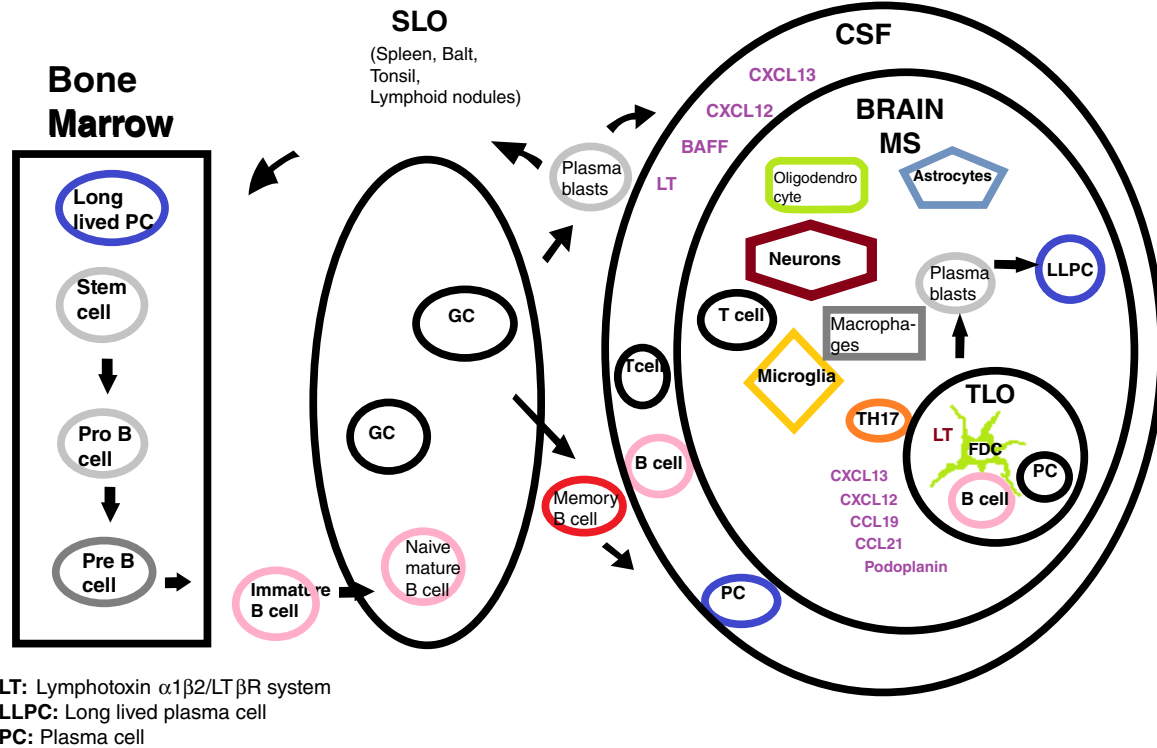 Bone
Marrow
Long
lived PC
Stem
cell
Pro B
cell
Pre B
cell
Immature
B cell
SLO
(Spleen, Balt,
Tonsil,
Lymphoid nodules)
GC
GC
Naive
mature
B cell
Plasma
blasts
Memory
B cell
CSF
CXCL13
CXCL12
BAFF
LT
Tcell
B cell
PC
BRAIN
MS
Oligodendro
cyte
Astrocytes
Neurons
T cell
Macropha-
ges
Microglia
Plasma
blasts
LLPC
TH17
TLO
LT
FDC
PC
B cell
CXCL13
CXCL12
CCL19
CCL21
Podoplanin
LT: Lymphotoxin α1β2/LTβR system
LLPC: Long lived plasma cell
PC: Plasma cell